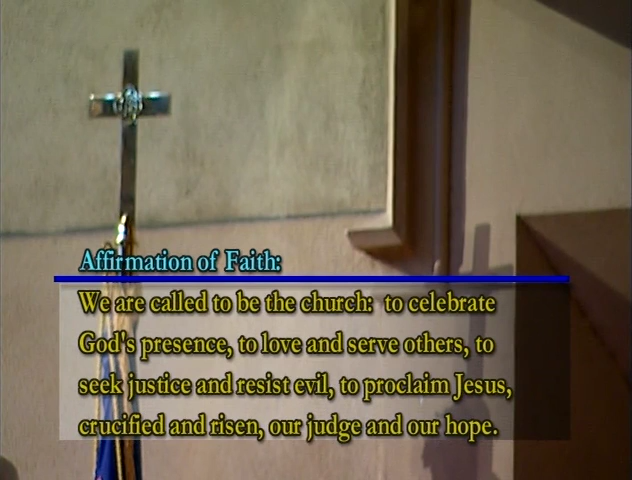 Affirmation of Faith:
We are called to be the church: to celebrate
God's presence, to love and serve others, to
seek justice and resist evil, to proclaim Jesus,
crucified and risen, our judge and our hope.